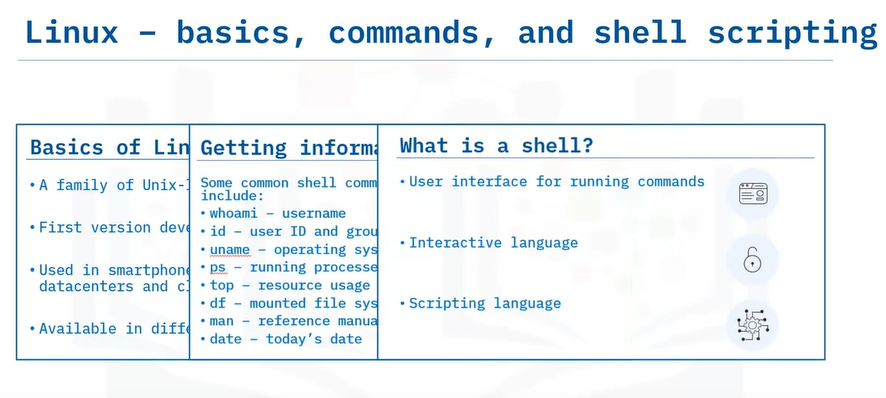 Linux – basics, commands, and shell scripting
Basics of Lin
• A family of Unix-
• First version deve
• Used in smartphone
datacenters and cl
• Available in diffe
Getting informa
Some common shell comm
include:
• whoami – username
• id – user ID and grou
• uname – operating sys
• ps – running processe
• top – resource usage
• df – mounted file sys
• man – reference manua
• date – today’s date
What is a shell?
• User interface for running commands
• Interactive language
• Scripting language